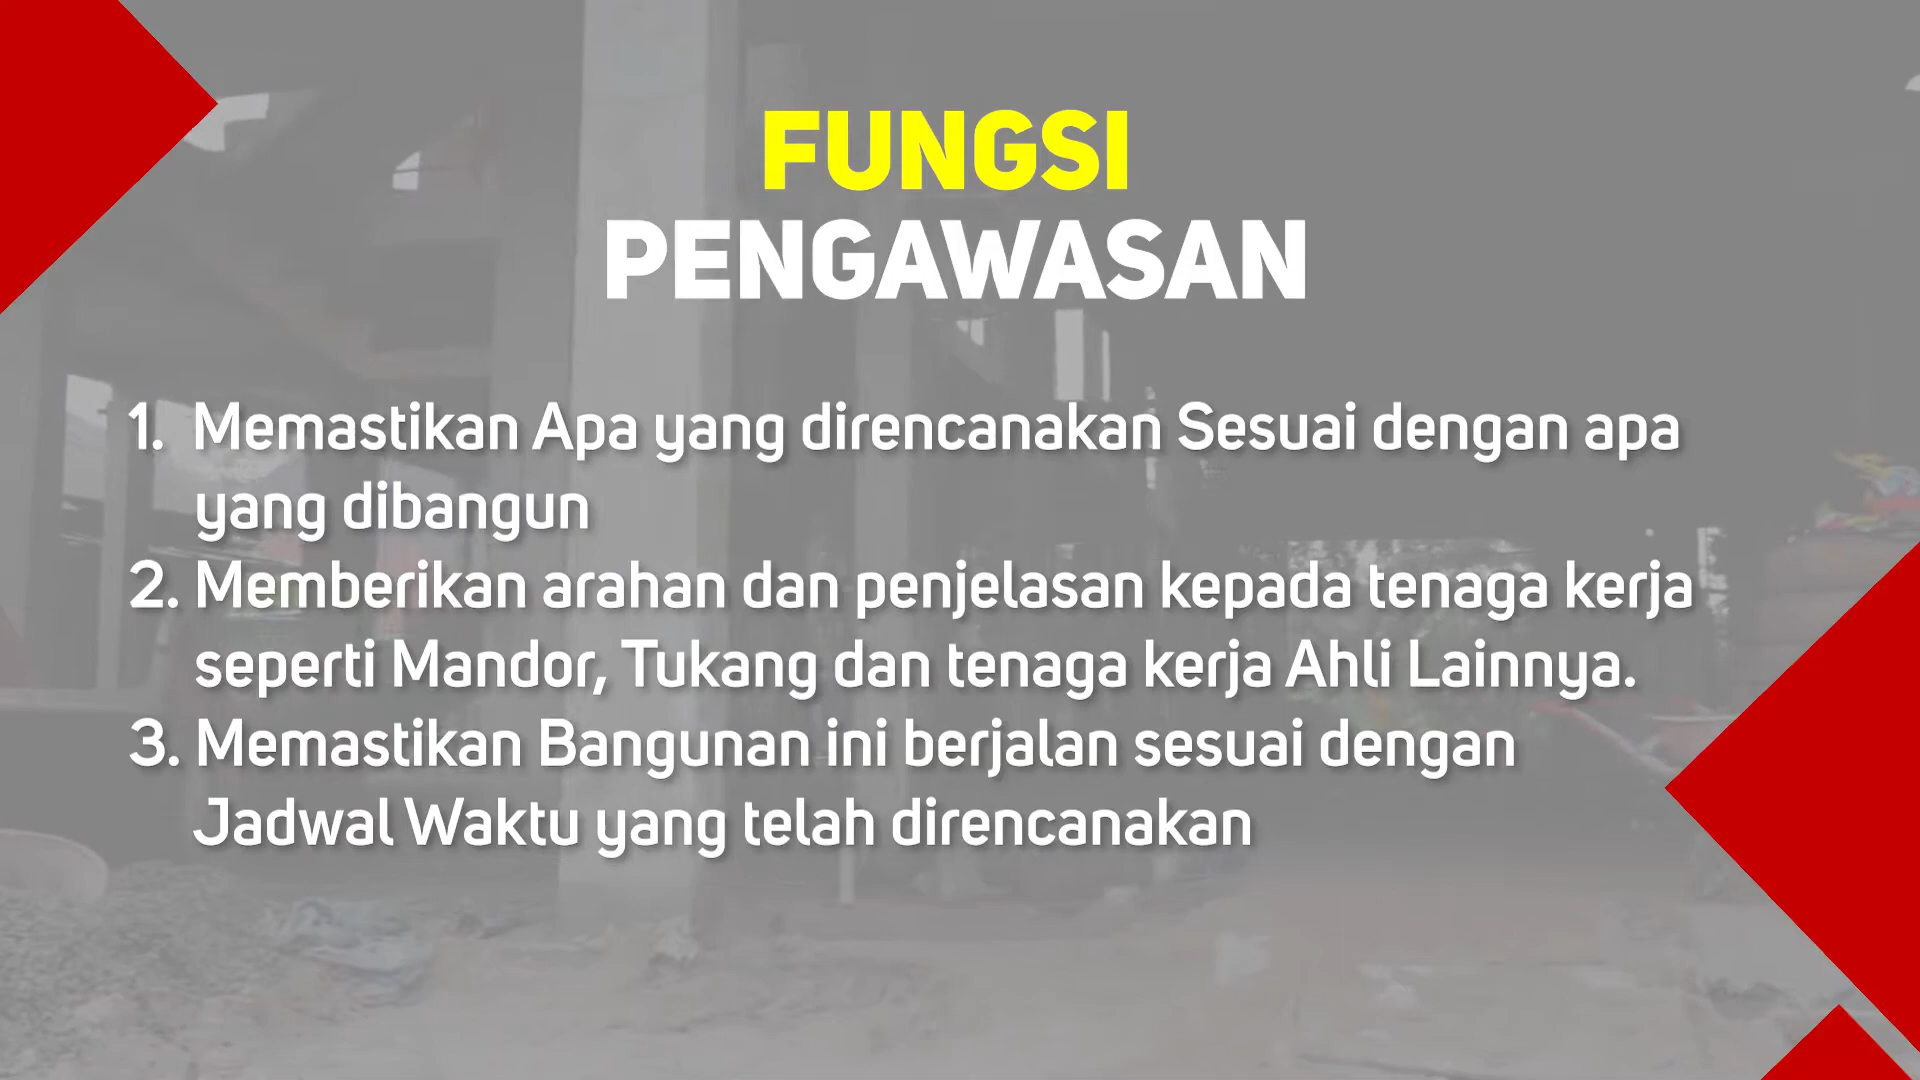 FUNGSI
PENGAWASAN
1. Memastikan Apa yang direncanakan Sesuai dengan apa
yang dibangun
2. Memberikan arahan dan penjelasan kepada tenaga kerja
seperti Mandor, Tukang dan tenaga kerja Ahli Lainnya.
3. Memastikan Bangunan ini berjalan sesuai dengan
Jadwal Waktu yang telah direncanakan